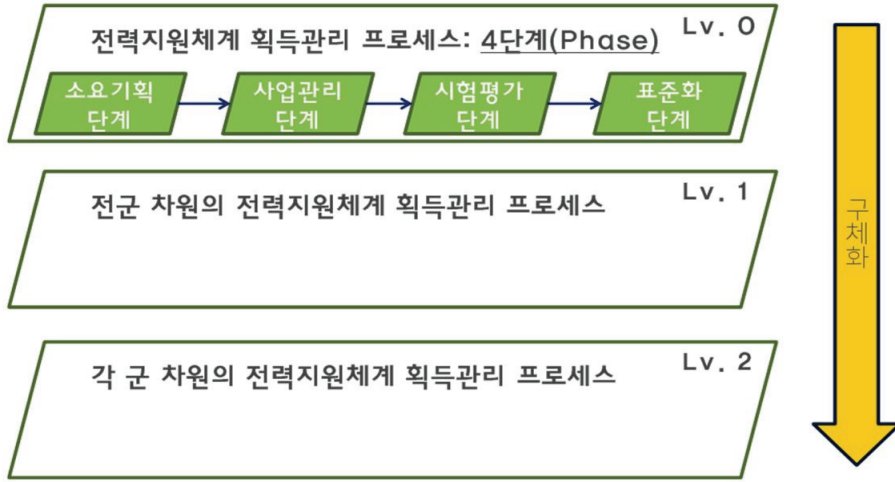 전력지원체계 획득관리 프로세스: 4단계(Phase) Lv. 0
소요기획 단계
사업관리 단계
시험평가 단계
표준화 단계
전군 차원의 전력지원체계 획득관리 프로세스 Lv. 1
각 군 차원의 전력지원체계 획득관리 프로세스 Lv. 2
구체화